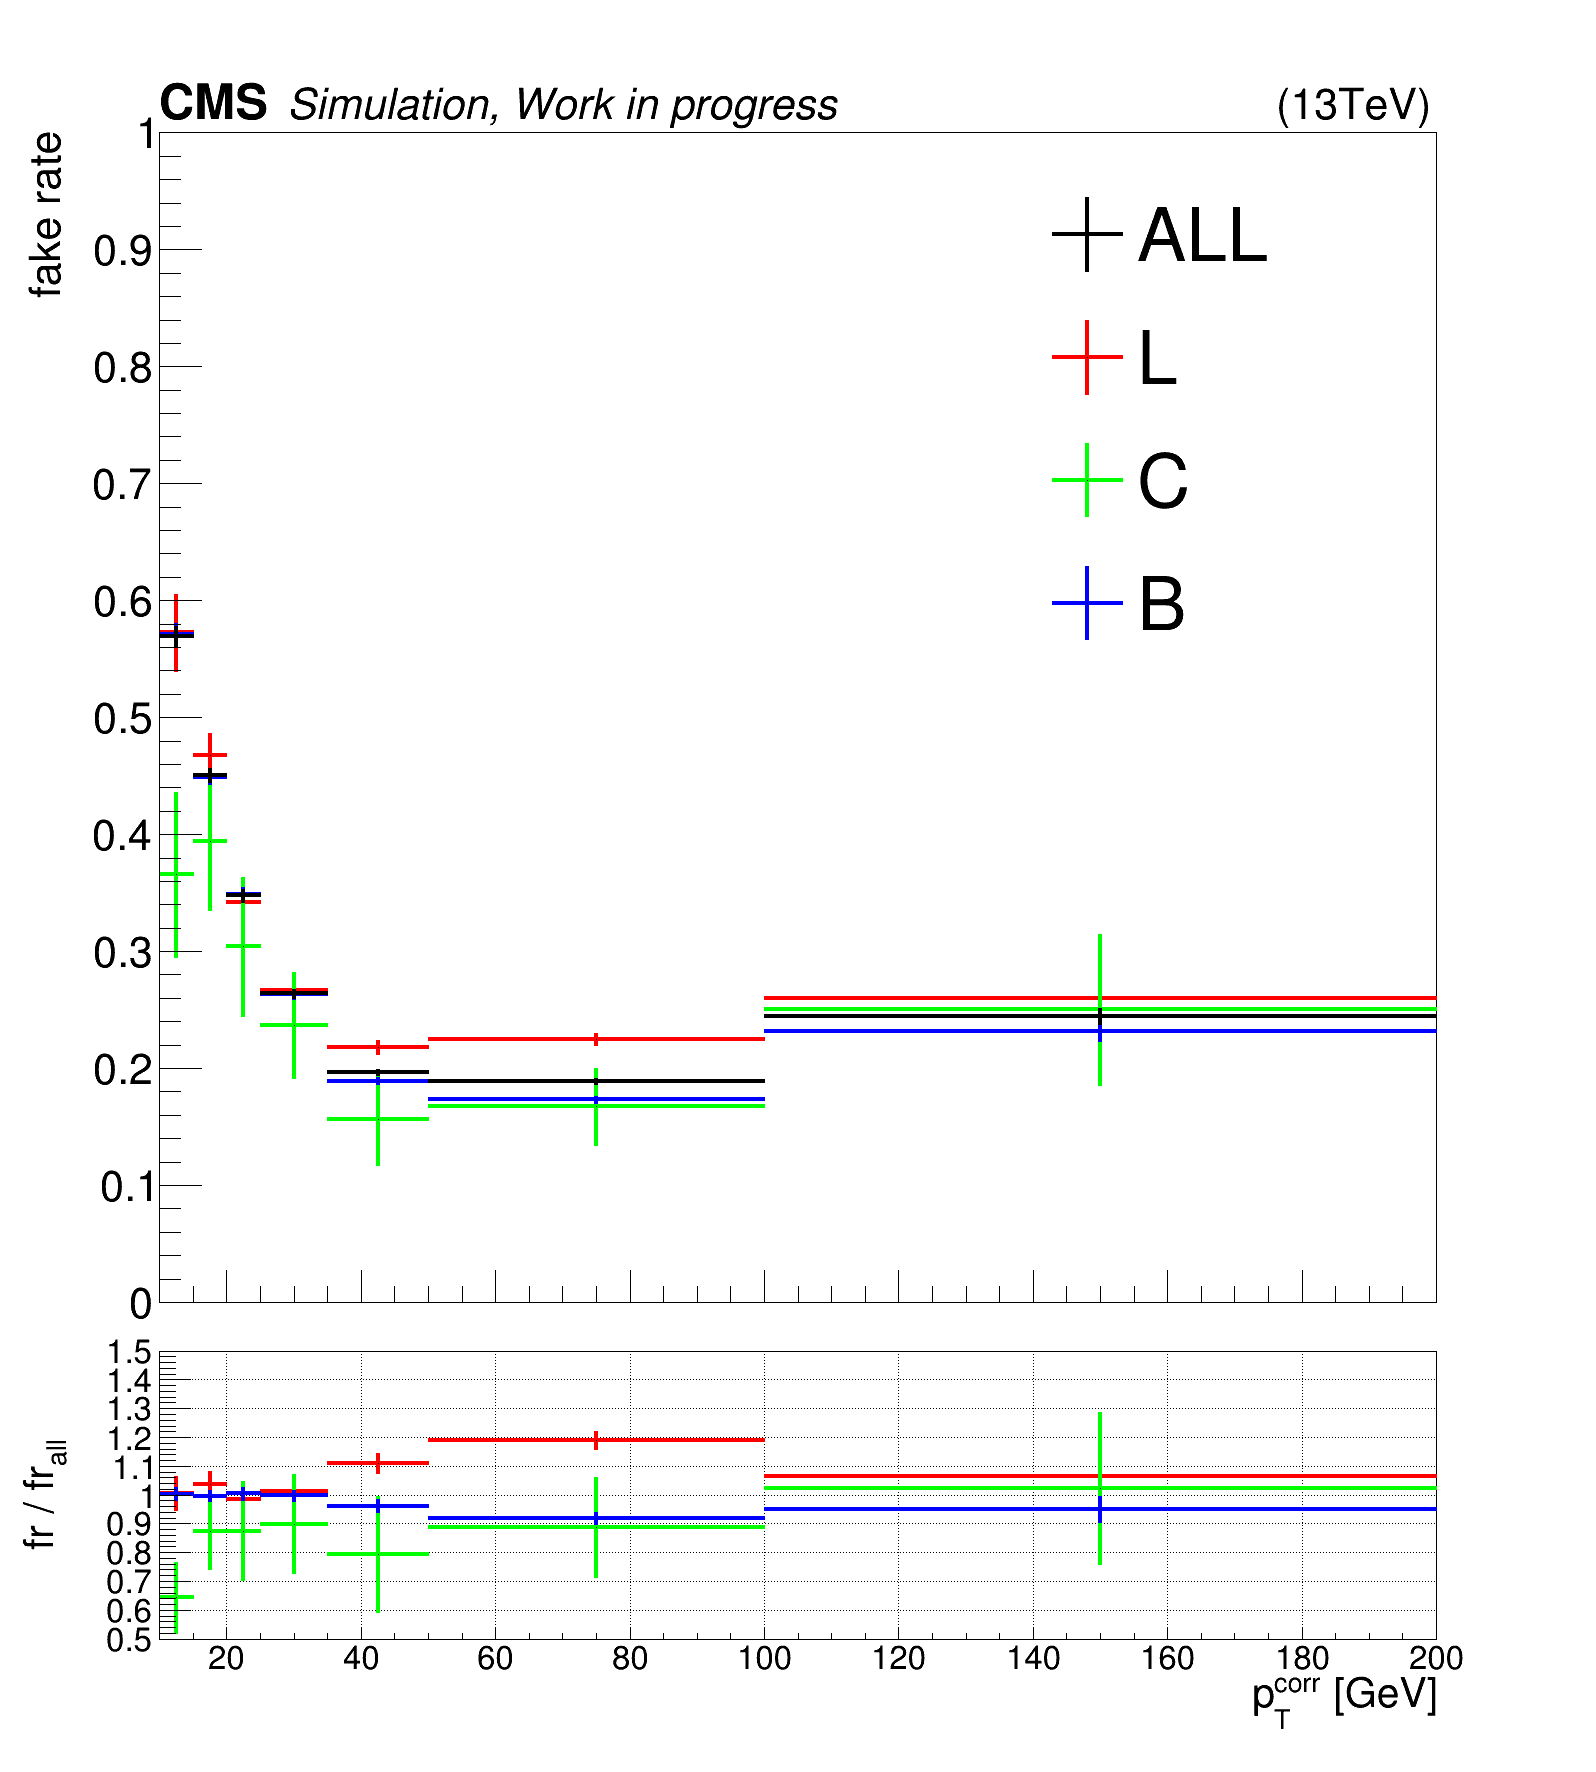 CMS Simulation, Work in progress (13TeV)
fake rate
1
0.9
0.8
0.7
0.6
0.5
0.4
0.3
0.2
0.1
0
ALL
L
C
B
fr / fr_all
1.5
1.4
1.3
1.2
1.1
1
0.9
0.8
0.7
0.6
0.5
20 40 60 80 100 120 140 160 180 200
p_T^corr [GeV]